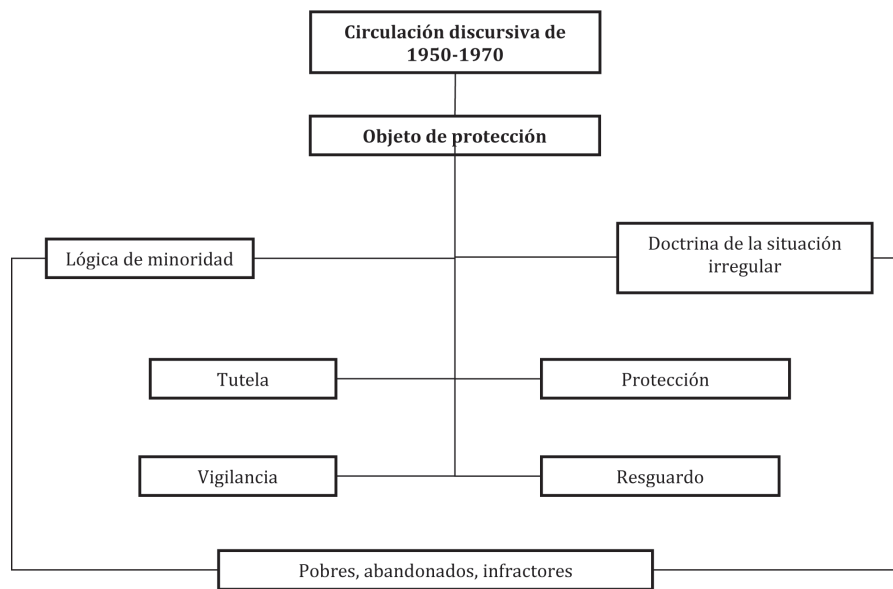 Circulación discursiva de
1950-1970
Objeto de protección
Lógica de minoridad
Doctrina de la situación
irregular
Tutela
Protección
Vigilancia
Resguardo
Pobres, abandonados, infractores